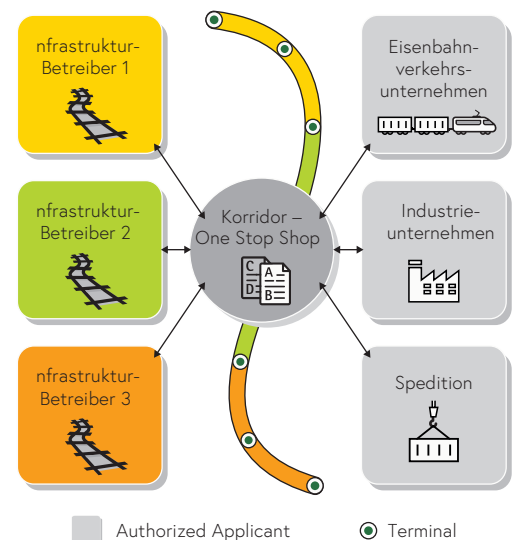 nfrastruktur-
Betreiber 1
Eisenbahn-
verkehrs-
unternehmen
nfrastruktur-
Betreiber 2
Korridor –
One Stop Shop
C
D
A
B
Industrie-
unternehmen
nfrastruktur-
Betreiber 3
Spedition
Authorized Applicant
Terminal